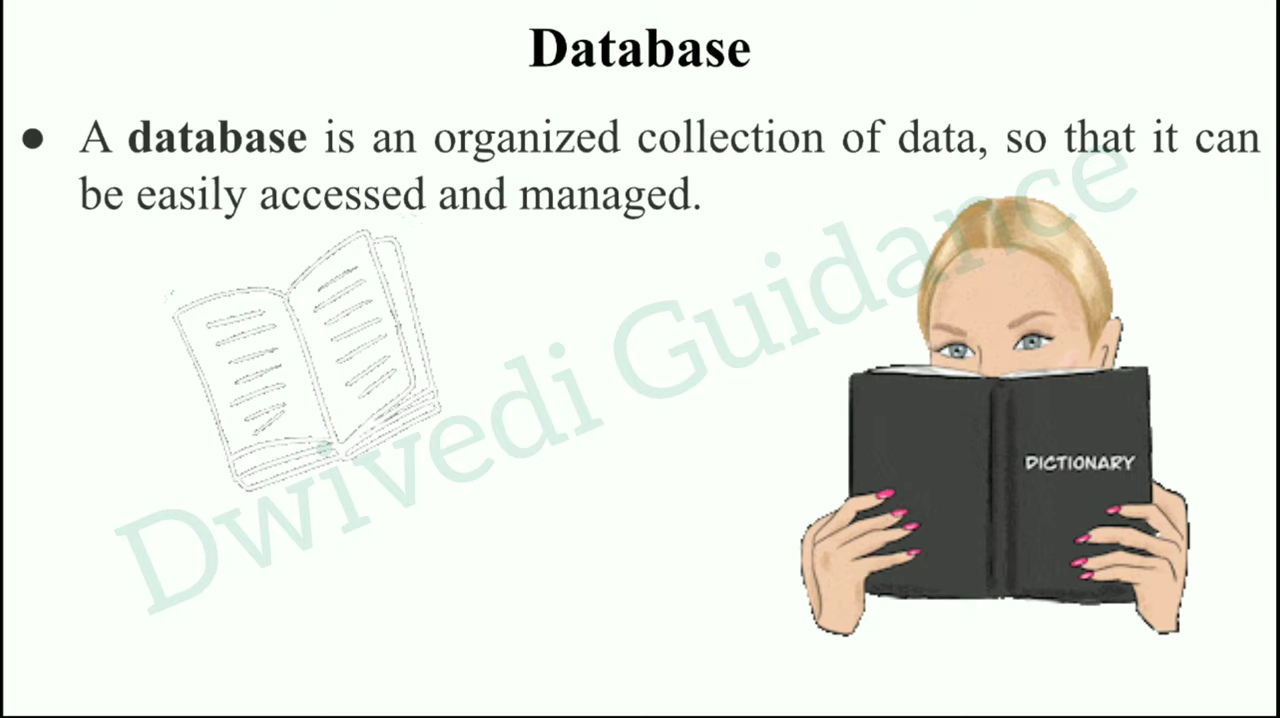 Database
● A database is an organized collection of data, so that it can
be easily accessed and managed.
Dwivedi Guidance
DICTIONARY